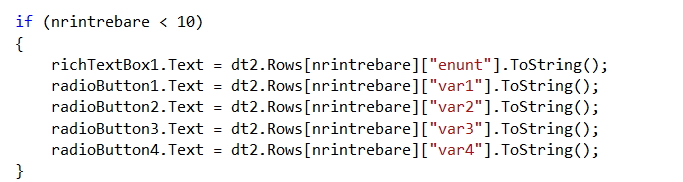 if (nrintrebare < 10)
{
    richTextBox1.Text = dt2.Rows[nrintrebare]["enunt"].ToString();
    radioButton1.Text = dt2.Rows[nrintrebare]["var1"].ToString();
    radioButton2.Text = dt2.Rows[nrintrebare]["var2"].ToString();
    radioButton3.Text = dt2.Rows[nrintrebare]["var3"].ToString();
    radioButton4.Text = dt2.Rows[nrintrebare]["var4"].ToString();
}